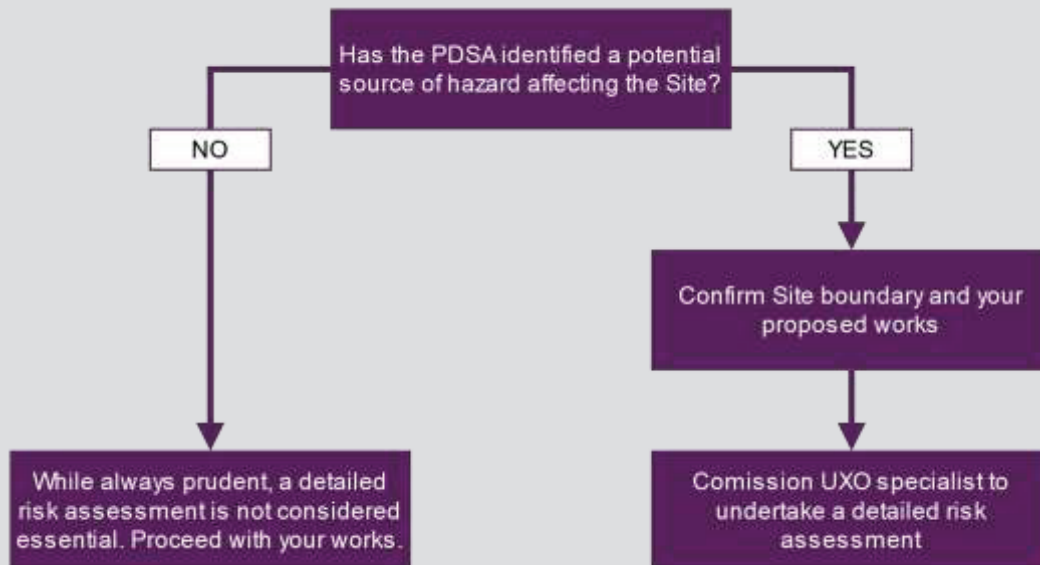 Has the PDSA identified a potential
source of hazard affecting the Site?
NO
YES
Confirm Site boundary and your
proposed works
While always prudent, a detailed
risk assessment is not considered
essential. Proceed with your works.
Comission UXO specialist to
undertake a detailed risk
assessment